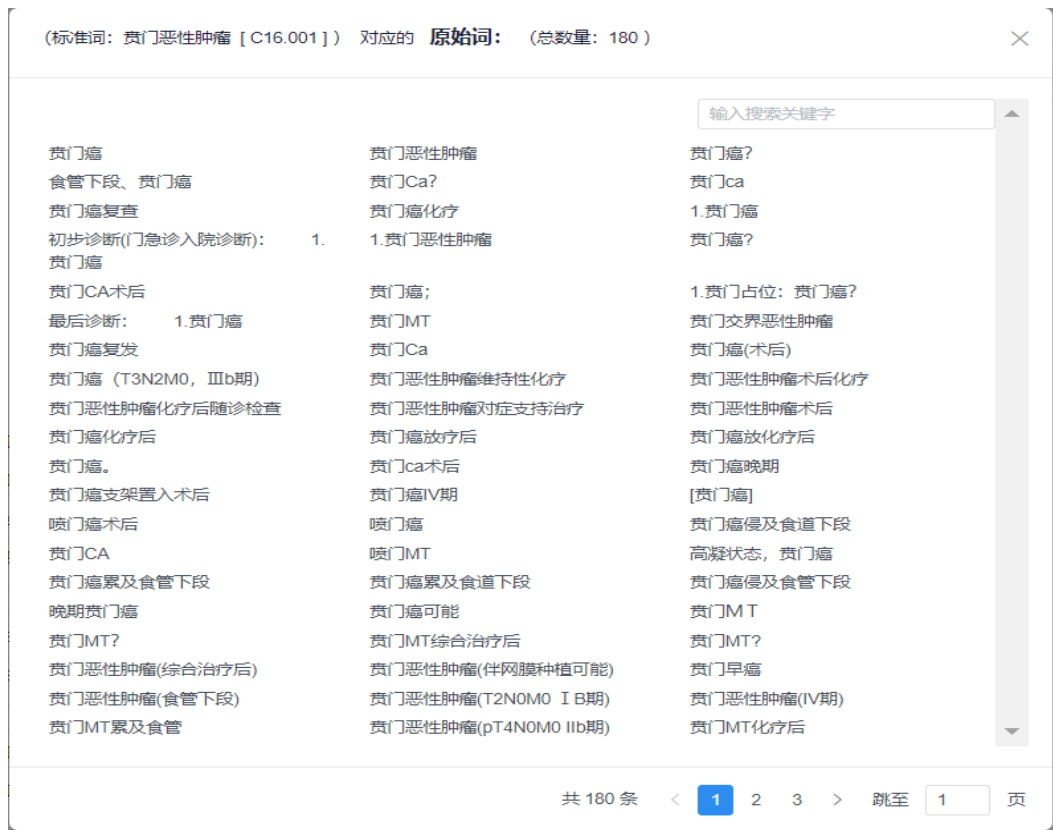 (标准词：贲门恶性肿瘤 [ C16.001 ] ) 对应的 原始词： (总数量：180 )
输入搜索关键字
贲门癌 贲门恶性肿瘤 贲门癌?
食管下段、贲门癌 贲门Ca? 贲门ca
贲门癌复查 贲门癌化疗 1.贲门癌
初步诊断(门急诊入院诊断)： 1. 1.贲门恶性肿瘤 贲门癌?
贲门癌
贲门CA术后 贲门癌; 1.贲门占位：贲门癌?
最后诊断： 1.贲门癌 贲门MT 贲门交界恶性肿瘤
贲门癌复发 贲门Ca 贲门癌(术后)
贲门癌（T3N2M0，Ⅲb期) 贲门恶性肿瘤维持性化疗 贲门恶性肿瘤术后化疗
贲门恶性肿瘤化疗后随诊检查 贲门恶性肿瘤对症支持治疗 贲门恶性肿瘤术后
贲门癌化疗后 贲门癌放疗后 贲门癌放化疗后
贲门癌。 贲门ca术后 贲门癌晚期
贲门癌支架置入术后 贲门癌IV期 [贲门癌]
喷门癌术后 喷门癌 贲门癌侵及食道下段
贲门CA 喷门MT 高凝状态，贲门癌
贲门癌累及食管下段 贲门癌累及食道下段 贲门癌侵及食管下段
晚期贲门癌 贲门癌可能 贲门ＭＴ
贲门MT? 贲门MT综合治疗后 贲门MT?
贲门恶性肿瘤(综合治疗后) 贲门恶性肿瘤(伴网膜种植可能) 贲门早癌
贲门恶性肿瘤(食管下段) 贲门恶性肿瘤(T2N0M0 ⅠB期) 贲门恶性肿瘤(IV期)
贲门MT累及食管 贲门恶性肿瘤(pT4N0M0 IIb期) 贲门MT化疗后
共 180 条 < 1 2 3 > 跳至 1 页